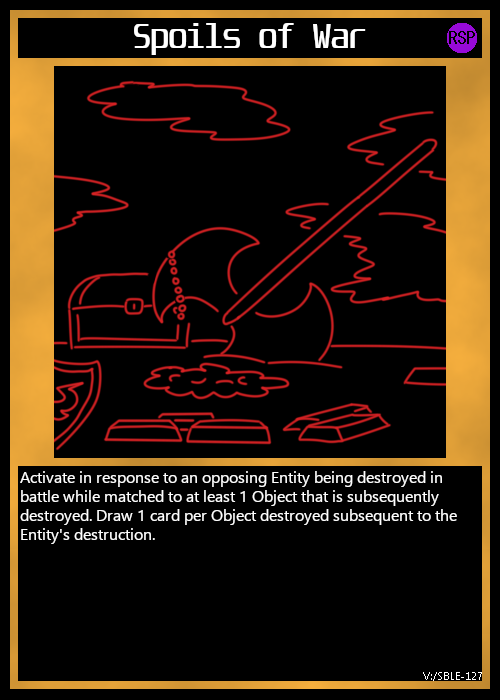 Spoils of War
RSP
Activate in response to an opposing Entity being destroyed in
battle while matched to at least 1 Object that is subsequently
destroyed. Draw 1 card per Object destroyed subsequent to the
Entity's destruction.
V:/SBLE-127